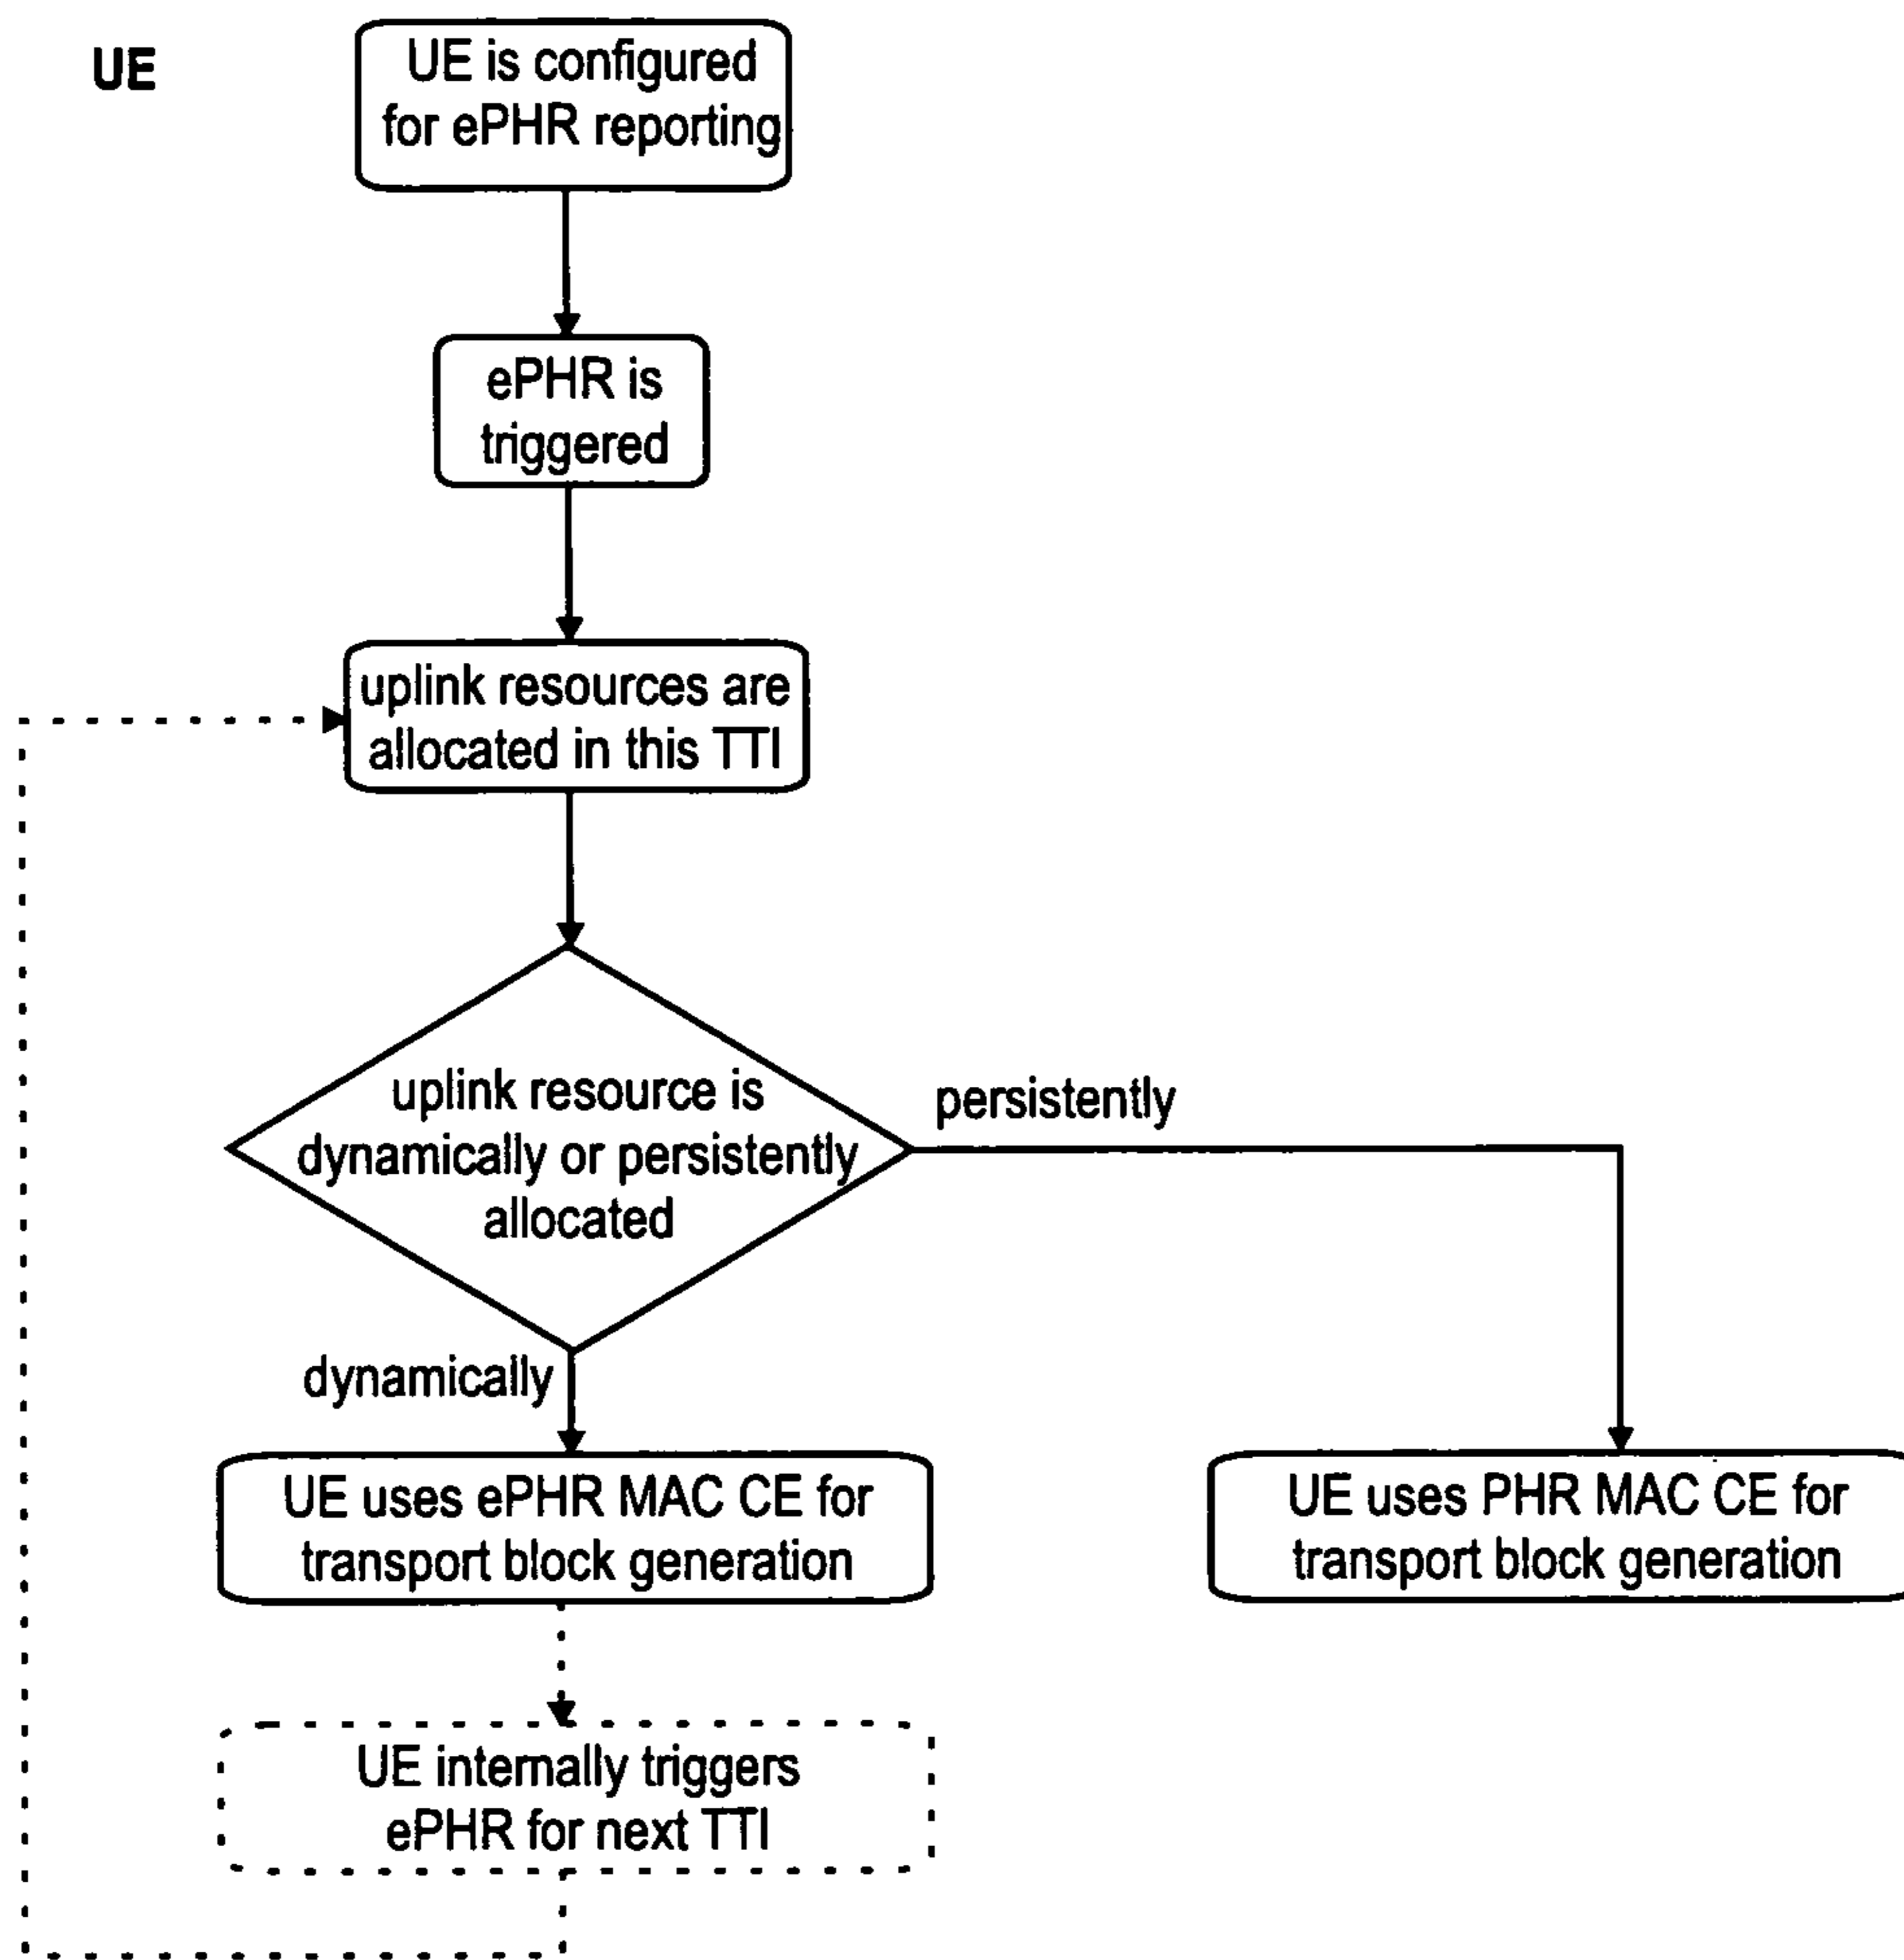 UE
UE is configured
for ePHR reporting
ePHR is
triggered
uplink resources are
allocated in this TTI
uplink resource is
dynamically or persistently
allocated
persistently
dynamically
UE uses ePHR MAC CE for
transport block generation
UE uses PHR MAC CE for
transport block generation
UE internally triggers
ePHR for next TTI